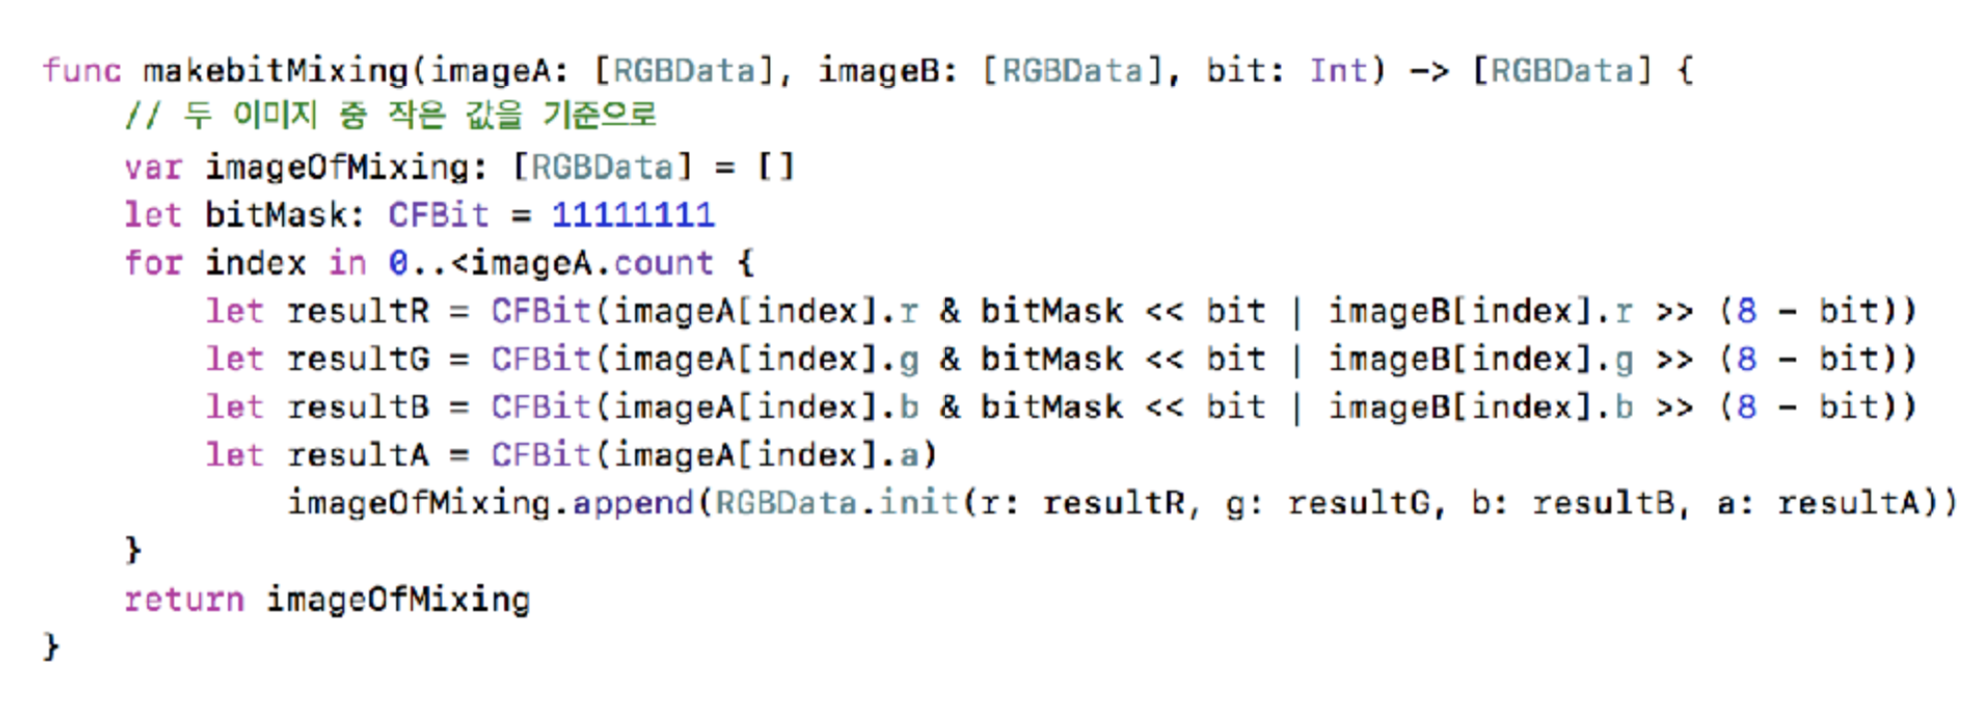 func makebitMixing(imageA: [RGBData], imageB: [RGBData], bit: Int) -> [RGBData] {
// 두 이미지 중 작은 값을 기준으로
var imageOfMixing: [RGBData] = []
let bitMask: CFBit = 11111111
for index in 0..<imageA.count {
let resultR = CFBit(imageA[index].r & bitMask << bit | imageB[index].r >> (8 - bit))
let resultG = CFBit(imageA[index].g & bitMask << bit | imageB[index].g >> (8 - bit))
let resultB = CFBit(imageA[index].b & bitMask << bit | imageB[index].b >> (8 - bit))
let resultA = CFBit(imageA[index].a)
imageOfMixing.append(RGBData.init(r: resultR, g: resultG, b: resultB, a: resultA))
}
return imageOfMixing
}